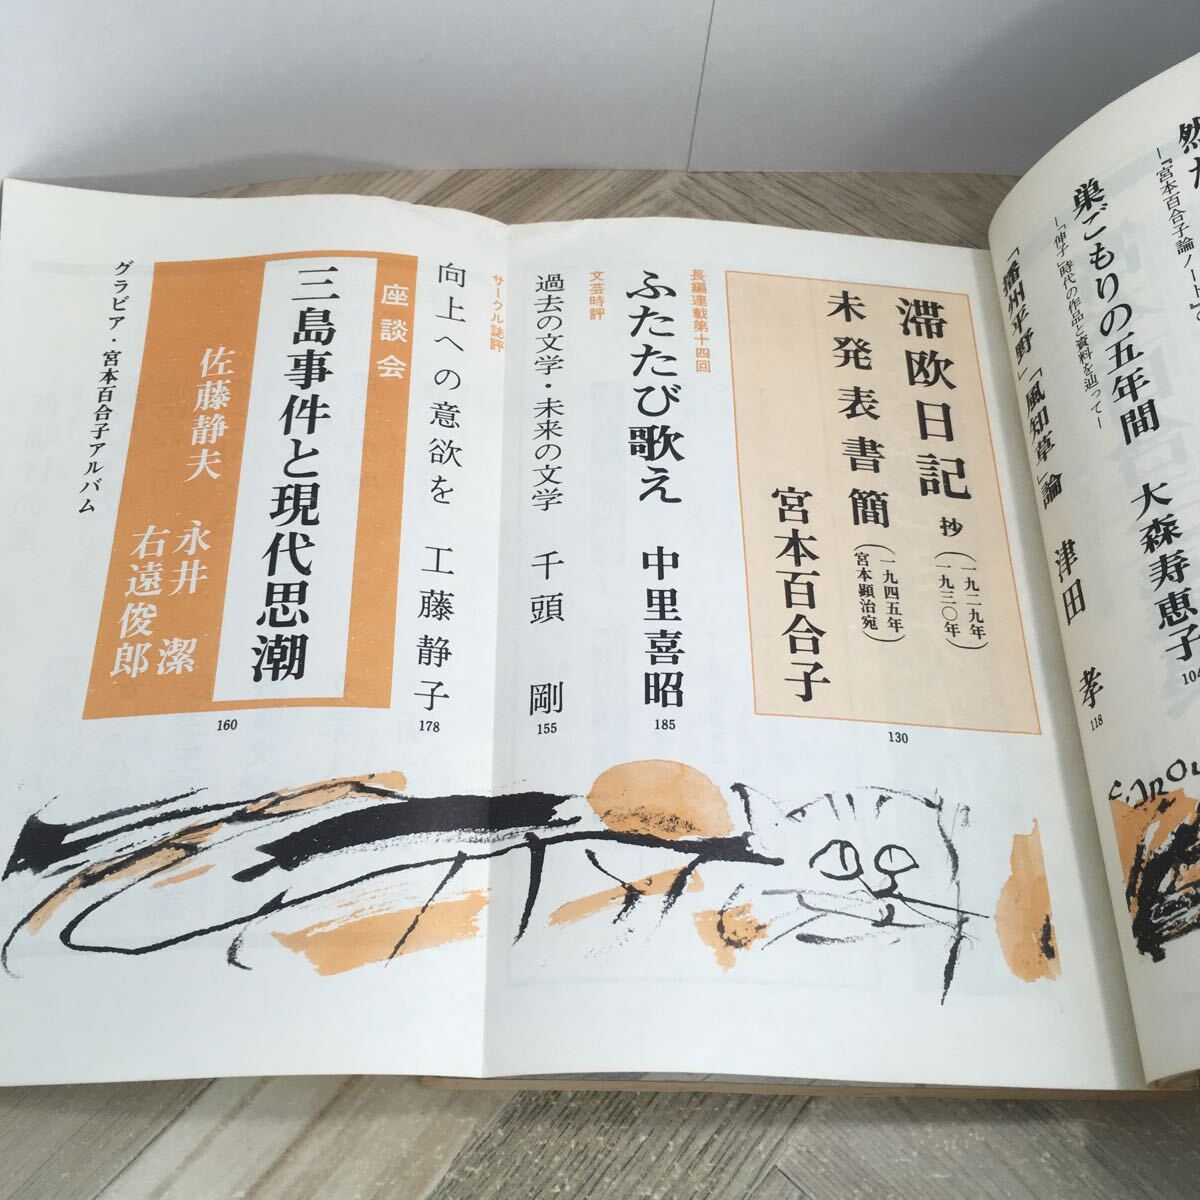 ―『宮本百合子論ノート』の
巣ごもりの五年間 大森寿恵子
―「伸子」時代の作品と資料を辿って―
104
「播州平野」「風知草」論 津田 孝
118
滞欧日記 抄(一九二九年)(一九三〇年)
未発表書簡(一九四五年)(宮本顕治宛)
宮本百合子
130
長編連載第十四回
ふたたび歌え 中里喜昭
185
文芸時評
過去の文学・未来の文学 千頭 剛
155
サークル誌評
向上への意欲を 工藤静子
178
座談会
三島事件と現代思潮
佐藤静夫 永井 潔
右遠俊郎
160
グラビア・宮本百合子アルバム